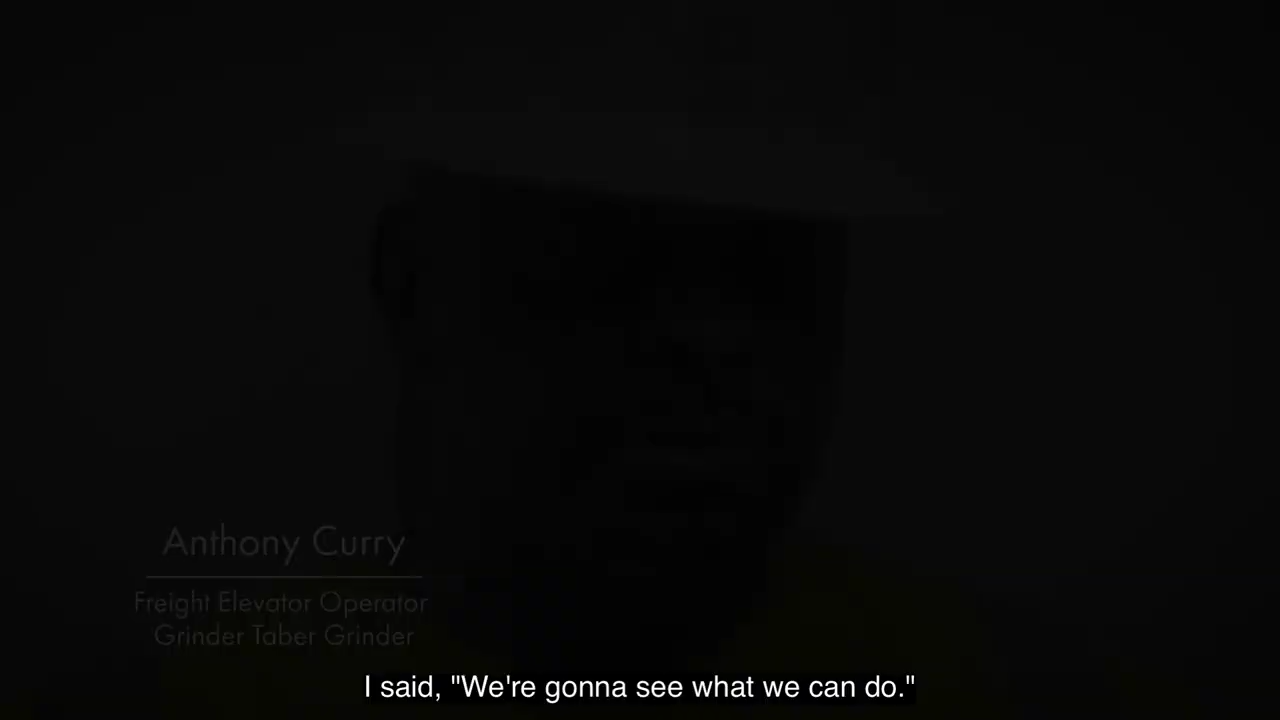 Anthony Curry
Freight Elevator Operator
Grinder Taber Grinder
I said, "We're gonna see what we can do."